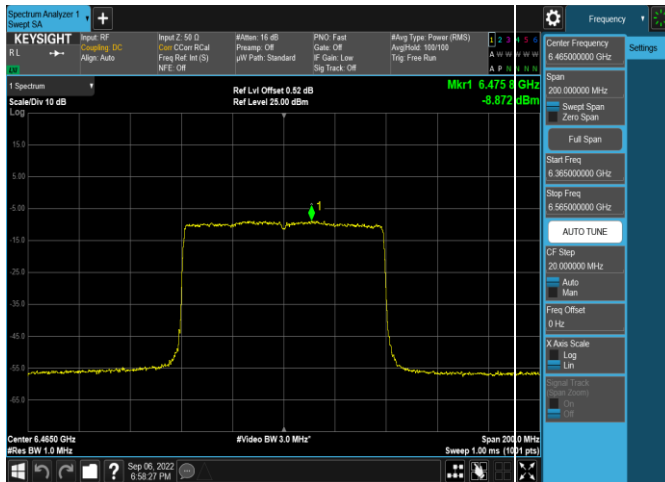 Spectrum Analyzer 1
Swept SA
+
Frequency
KEYSIGHT
RL
Input: RF
Coupling: DC
Align: Auto
Input Z: 50 Ω
Corr CCorr RCal
Freq Ref: Int (S)
NFE: Off
#Atten: 16 dB
Preamp: Off
µW Path: Standard
PNO: Fast
Gate: Off
IF Gain: Low
Sig Track: Off
#Avg Type: Power (RMS)
Avg|Hold: 100/100
Trig: Free Run
1 2 3 4 5 6
A W W W W W
A P N N N N
1 Spectrum
Scale/Div 10 dB
Log
Ref Lvl Offset 0.52 dB
Ref Level 25.00 dBm
Mkr1 6.475 8 GHz
-8.872 dBm
15.0
5.00
-5.00
-15.0
-25.0
-35.0
-45.0
-55.0
-65.0
1
Center 6.4650 GHz
#Res BW 1.0 MHz
#Video BW 3.0 MHz*
Span 200.0 MHz
Sweep 1.00 ms (1001 pts)
Center Frequency
6.465000000 GHz
Span
200.000000 MHz
Swept Span
Zero Span
Full Span
Start Freq
6.365000000 GHz
Stop Freq
6.565000000 GHz
AUTO TUNE
CF Step
20.000000 MHz
Auto
Man
Freq Offset
0 Hz
X Axis Scale
Log
Lin
Signal Track
(Span Zoom)
On
Off
Settings
?
Sep 06, 2022
6:58:27 PM